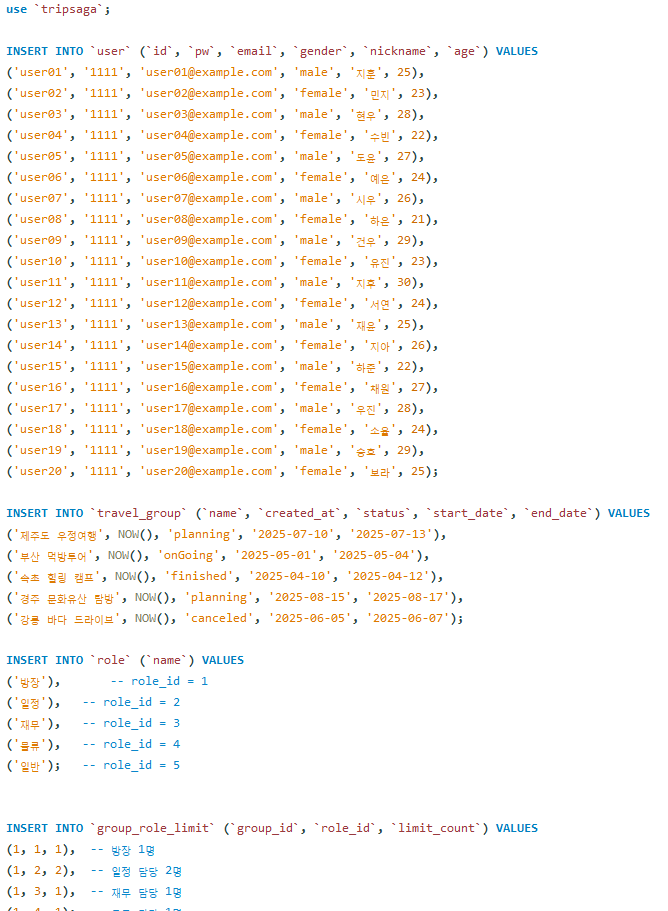 use `tripsaga`;
INSERT INTO `user` (`id`, `pw`, `email`, `gender`, `nickname`, `age`) VALUES
('user01', '1111', 'user01@example.com', 'male', '지훈', 25),
('user02', '1111', 'user02@example.com', 'female', '민지', 23),
('user03', '1111', 'user03@example.com', 'male', '현우', 28),
('user04', '1111', 'user04@example.com', 'female', '수빈', 22),
('user05', '1111', 'user05@example.com', 'male', '도윤', 27),
('user06', '1111', 'user06@example.com', 'female', '예은', 24),
('user07', '1111', 'user07@example.com', 'male', '시우', 26),
('user08', '1111', 'user08@example.com', 'female', '하은', 21),
('user09', '1111', 'user09@example.com', 'male', '건우', 29),
('user10', '1111', 'user10@example.com', 'female', '유진', 23),
('user11', '1111', 'user11@example.com', 'male', '지후', 30),
('user12', '1111', 'user12@example.com', 'female', '서연', 24),
('user13', '1111', 'user13@example.com', 'male', '재윤', 25),
('user14', '1111', 'user14@example.com', 'female', '지아', 26),
('user15', '1111', 'user15@example.com', 'male', '하준', 22),
('user16', '1111', 'user16@example.com', 'female', '채원', 27),
('user17', '1111', 'user17@example.com', 'male', '우진', 28),
('user18', '1111', 'user18@example.com', 'female', '소율', 24),
('user19', '1111', 'user19@example.com', 'male', '승호', 29),
('user20', '1111', 'user20@example.com', 'female', '보라', 25);
INSERT INTO `travel_group` (`name`, `created_at`, `status`, `start_date`, `end_date`) VALUES
('제주도 우정여행', NOW(), 'planning', '2025-07-10', '2025-07-13'),
('부산 먹방투어', NOW(), 'onGoing', '2025-05-01', '2025-05-04'),
('속초 힐링 캠프', NOW(), 'finished', '2025-04-10', '2025-04-12'),
('경주 문화유산 탐방', NOW(), 'planning', '2025-08-15', '2025-08-17'),
('강릉 바다 드라이브', NOW(), 'canceled', '2025-06-05', '2025-06-07');
INSERT INTO `role` (`name`) VALUES
('방장'), -- role_id = 1
('일정'), -- role_id = 2
('재무'), -- role_id = 3
('물류'), -- role_id = 4
('일반'); -- role_id = 5
INSERT INTO `group_role_limit` (`group_id`, `role_id`, `limit_count`) VALUES
(1, 1, 1), -- 방장 1명
(1, 2, 2), -- 일정 담당 2명
(1, 3, 1), -- 재무 담당 1명